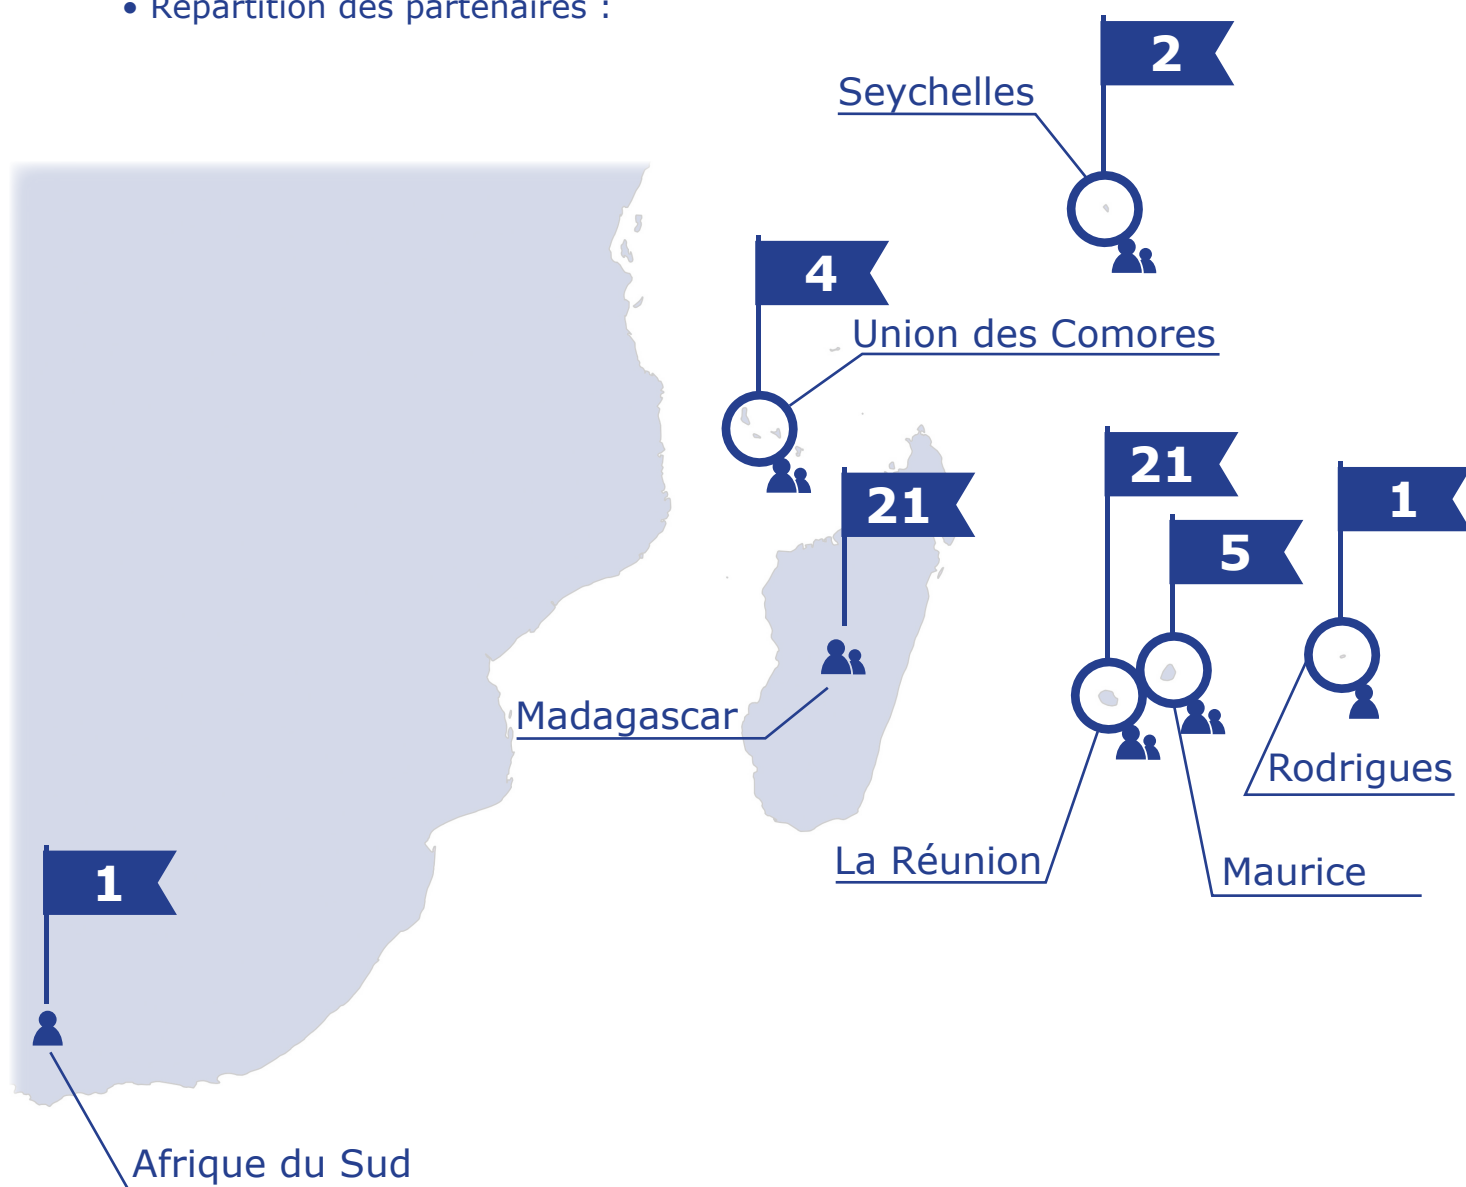 • Répartition des partenaires :
2
Seychelles
4
Union des Comores
21
21
1
5
Madagascar
Rodrigues
La Réunion
Maurice
1
Afrique du Sud